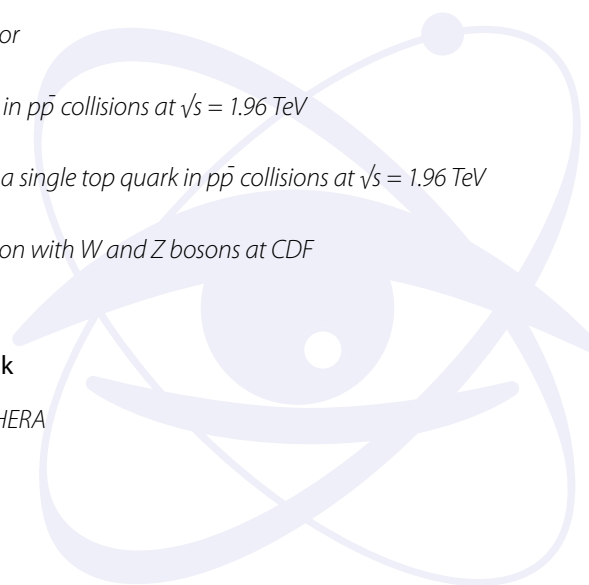 or
in pp̄ collisions at √s = 1.96 TeV
a single top quark in pp̄ collisions at √s = 1.96 TeV
on with W and Z bosons at CDF
k
HERA